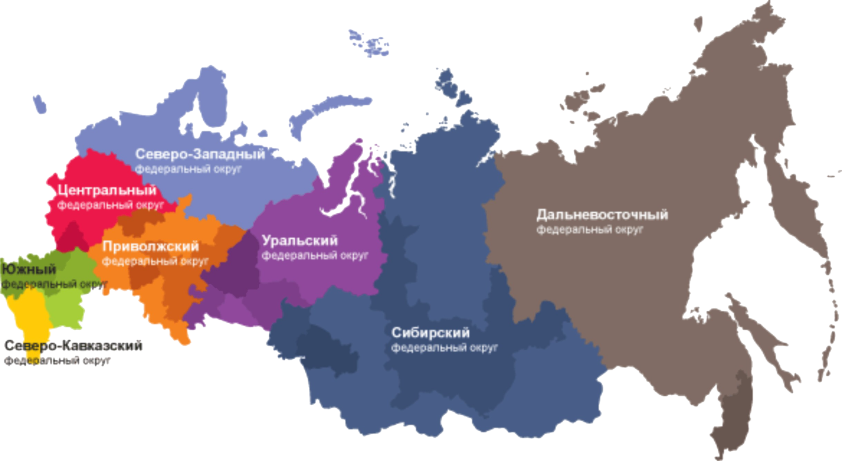 Северо-Западный
федеральный округ
Центральный
федеральный округ
Дальневосточный
федеральный округ
Приволжский
федеральный округ
Уральский
федеральный округ
Южный
федеральный округ
Сибирский
федеральный округ
Северо-Кавказский
федеральный округ